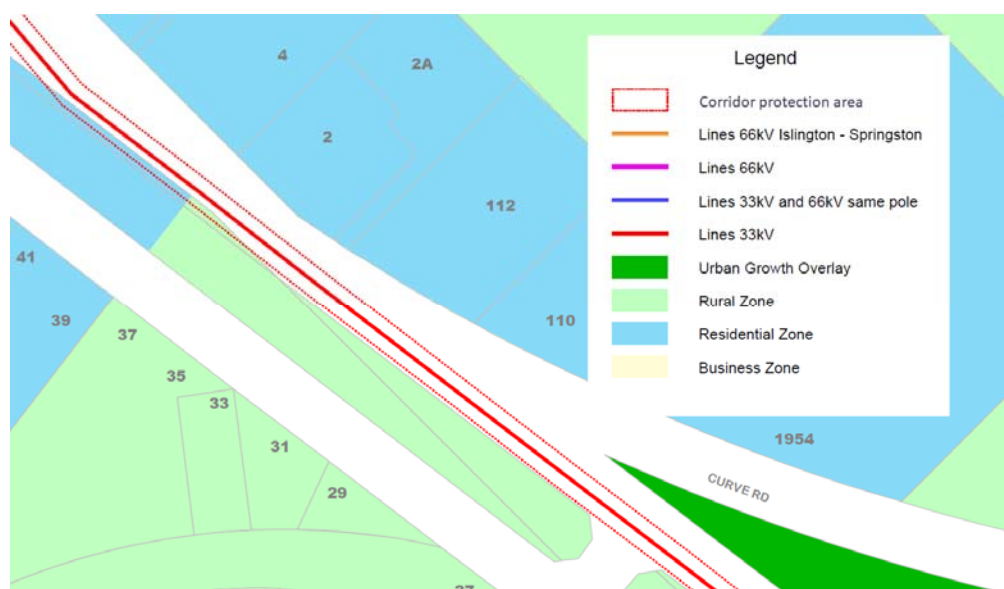 4
2A
2
112
110
41
39
37
35
33
31
29
1954
CURVE RD
Legend
Corridor protection area
Lines 66kV Islington - Springston
Lines 66kV
Lines 33kV and 66kV same pole
Lines 33kV
Urban Growth Overlay
Rural Zone
Residential Zone
Business Zone